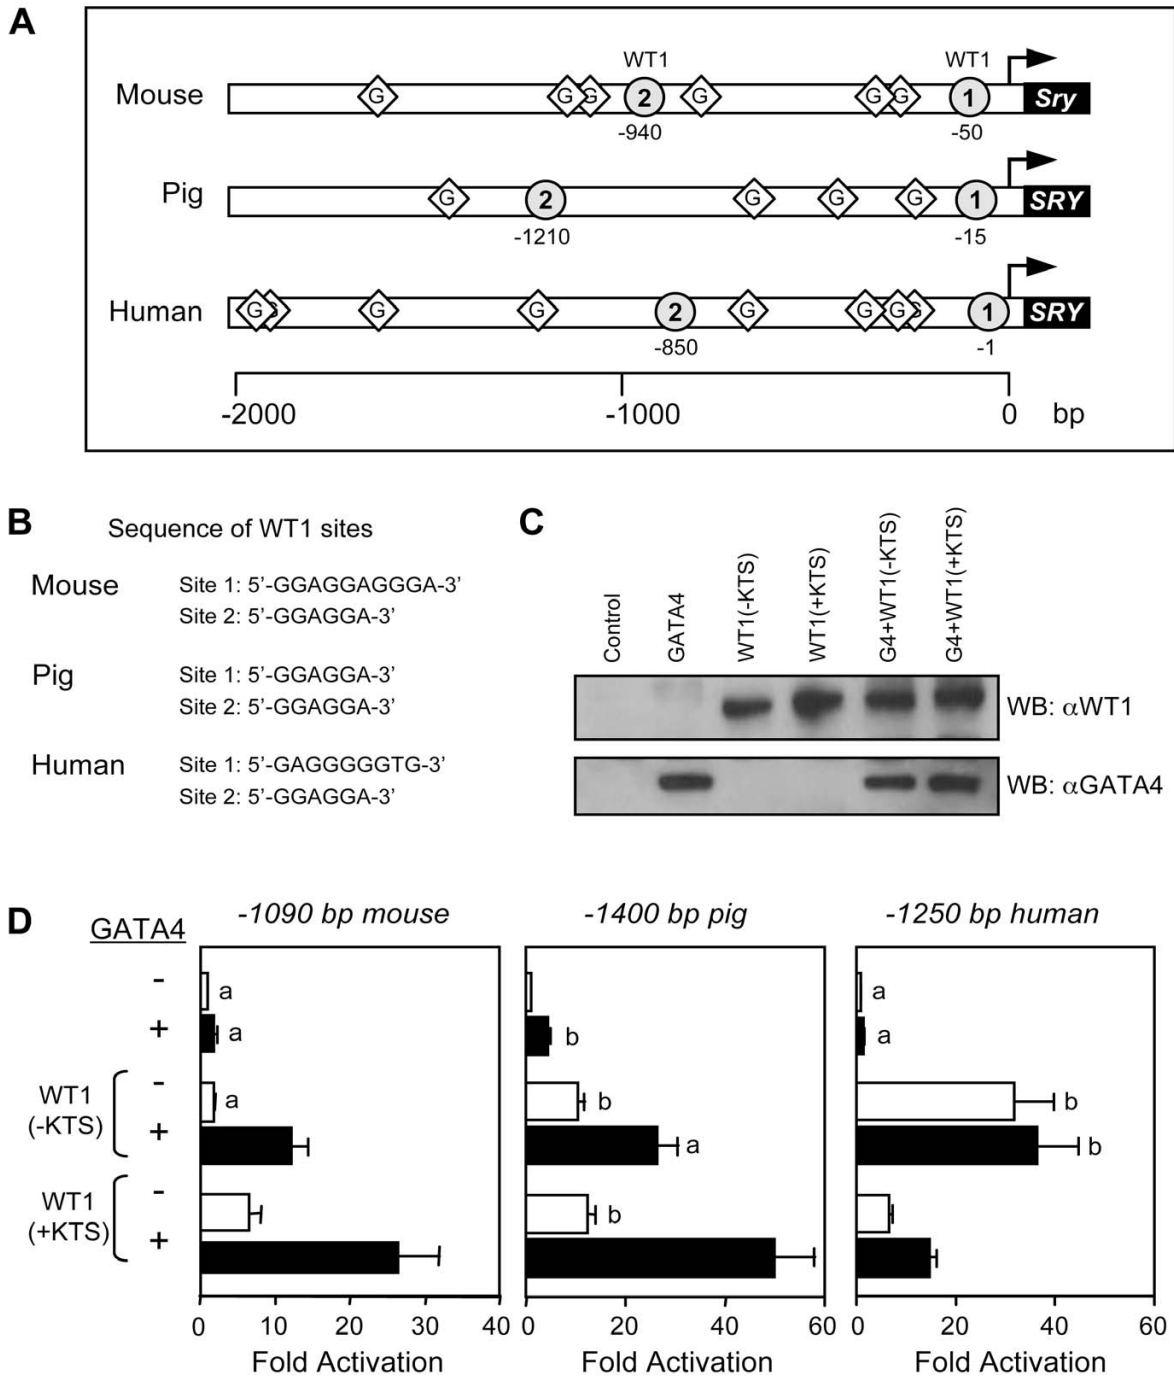 A
WT1 WT1
Mouse G G G 2 G G G 1 Sry
-940 -50
Pig G 2 G G G 1 SRY
-1210 -15
Human G G G G 2 G G G G 1 SRY
-850 -1
-2000 -1000 0 bp
B
Sequence of WT1 sites
Mouse Site 1: 5’-GGAGGAGGGA-3’
Site 2: 5’-GGAGGA-3’
Pig Site 1: 5’-GGAGGA-3’
Site 2: 5’-GGAGGA-3’
Human Site 1: 5’-GAGGGGGTG-3’
Site 2: 5’-GGAGGA-3’
C
Control
GATA4
WT1(-KTS)
WT1(+KTS)
G4+WT1(-KTS)
G4+WT1(+KTS)
WB: αWT1
WB: αGATA4
D
GATA4 -1090 bp mouse -1400 bp pig -1250 bp human
- a a
+ a b a
WT1 (-KTS)
- a b b
+ a b
WT1 (+KTS)
- b
+
0 10 20 30 40 0 20 40 60 0 20 40 60
Fold Activation Fold Activation Fold Activation